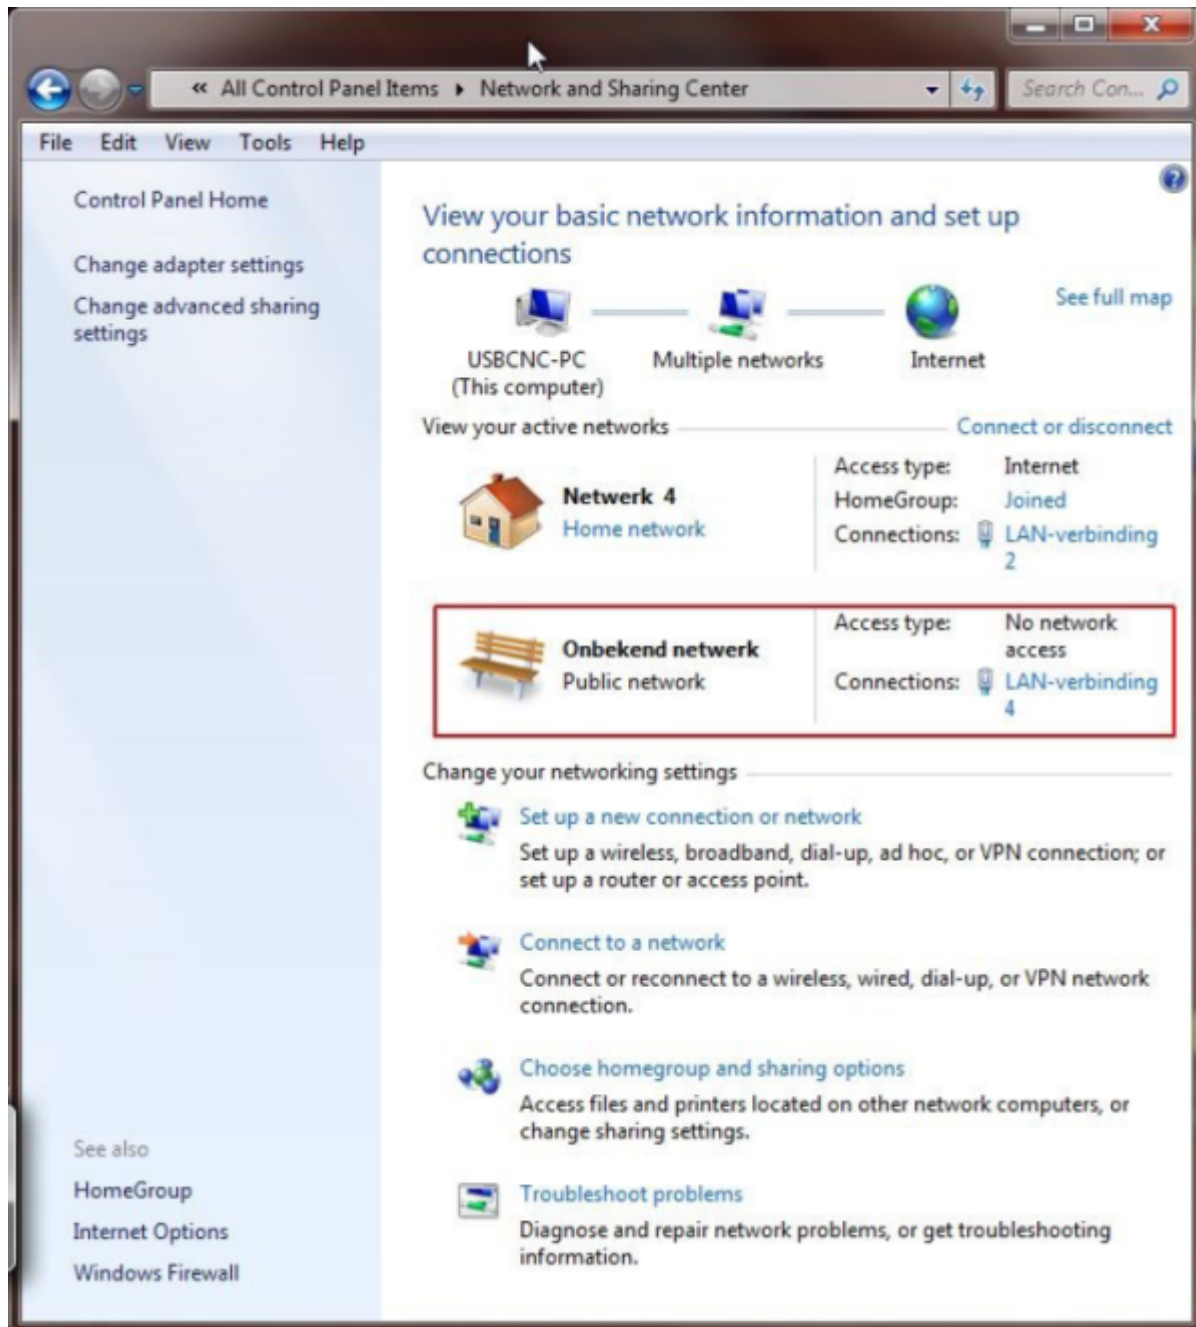 « All Control Panel Items ▸ Network and Sharing Center
Search Con...
File Edit View Tools Help
Control Panel Home
Change adapter settings
Change advanced sharing
settings
See also
HomeGroup
Internet Options
Windows Firewall
View your basic network information and set up
connections
See full map
USBCNC-PC
(This computer)
Multiple networks
Internet
View your active networks
Connect or disconnect
Netwerk 4
Home network
Access type: Internet
HomeGroup: Joined
Connections: LAN-verbinding
2
Onbekend netwerk
Public network
Access type: No network
access
Connections: LAN-verbinding
4
Change your networking settings
Set up a new connection or network
Set up a wireless, broadband, dial-up, ad hoc, or VPN connection; or
set up a router or access point.
Connect to a network
Connect or reconnect to a wireless, wired, dial-up, or VPN network
connection.
Choose homegroup and sharing options
Access files and printers located on other network computers, or
change sharing settings.
Troubleshoot problems
Diagnose and repair network problems, or get troubleshooting
information.